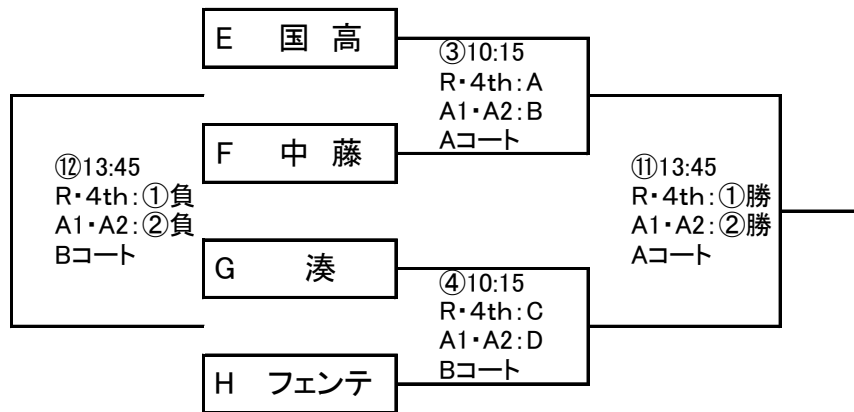 E 国 高
③10:15
R・4th:A
A1・A2:B
Aコート
F 中 藤
⑫13:45
R・4th:①負
A1・A2:②負
Bコート
⑪13:45
R・4th:①勝
A1・A2:②勝
Aコート
G 湊
④10:15
R・4th:C
A1・A2:D
Bコート
H フェンテ